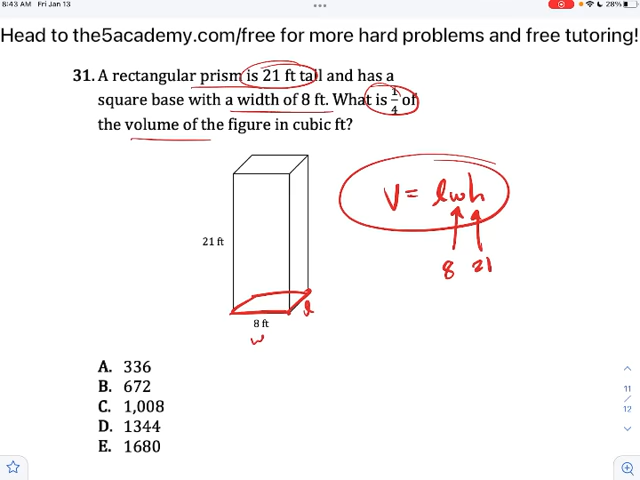 8:43 AM Fri Jan 13
28%
Head to the5academy.com/free for more hard problems and free tutoring!
31. A rectangular prism is 21 ft tall and has a
square base with a width of 8 ft. What is 1/4 of
the volume of the figure in cubic ft?
V = lwh
21 ft
8 21
l
8 ft
w
A. 336
B. 672
C. 1,008
D. 1344
E. 1680
11
/
12